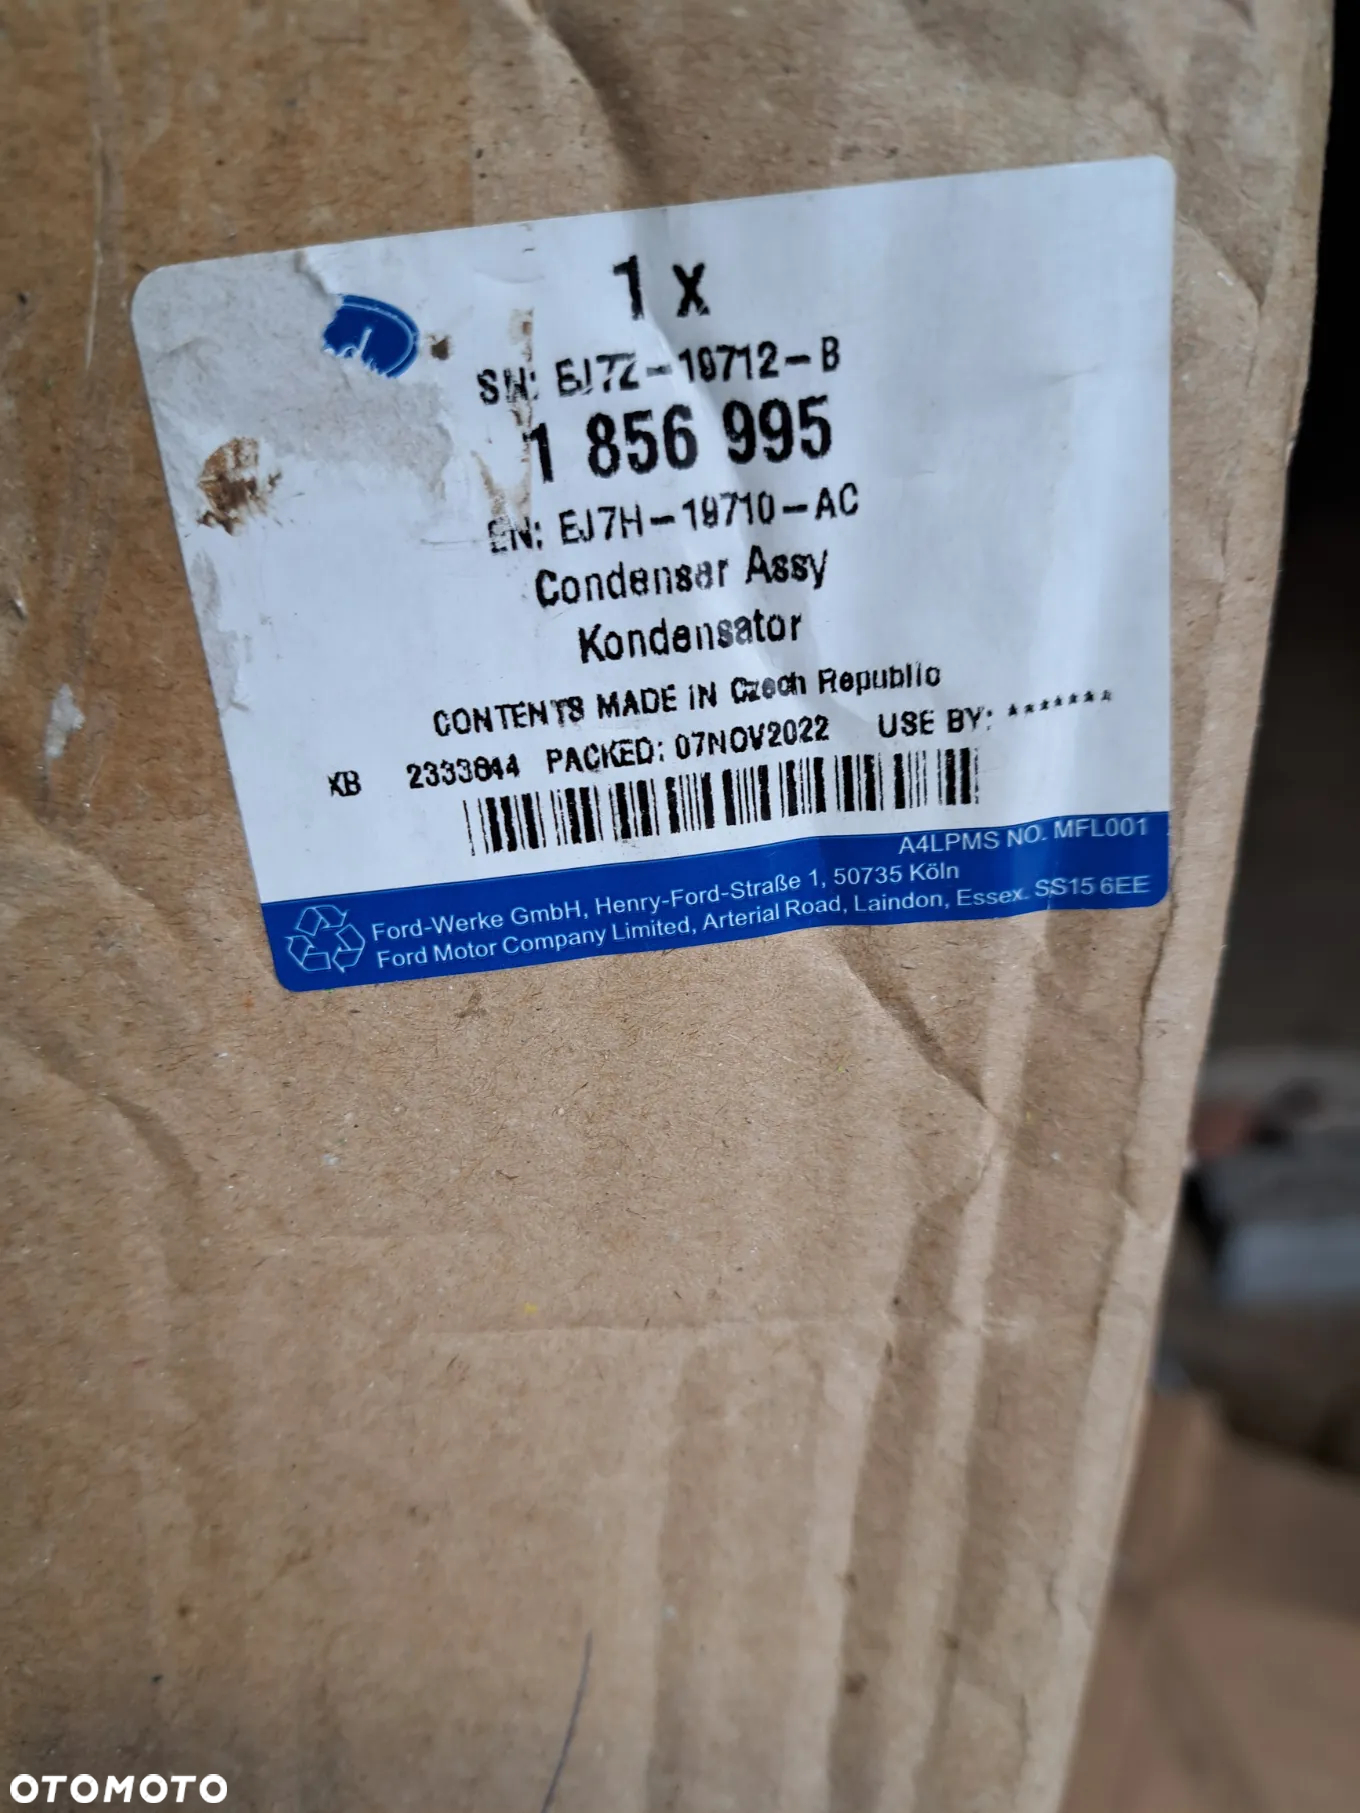 1 x
SN: EJ7Z-19712-B
1 856 995
EN: EJ7H-19710-AC
Condenser Assy
Kondensator
CONTENTS MADE IN Czech Republic
KB 2333644 PACKED: 07NOV2022 USE BY: *******
A4LPMS NO. MFL001
Ford-Werke GmbH, Henry-Ford-Straße 1, 50735 Köln
Ford Motor Company Limited, Arterial Road, Laindon, Essex. SS15 6EE
OTOMOTO